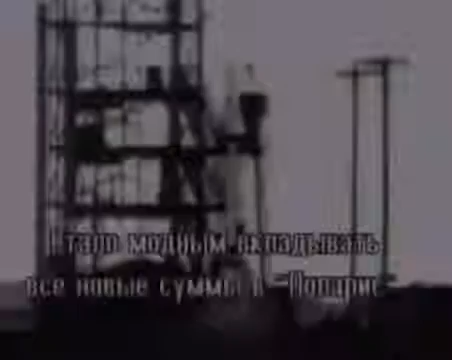 Стало модным вкладывать
все новые суммы в